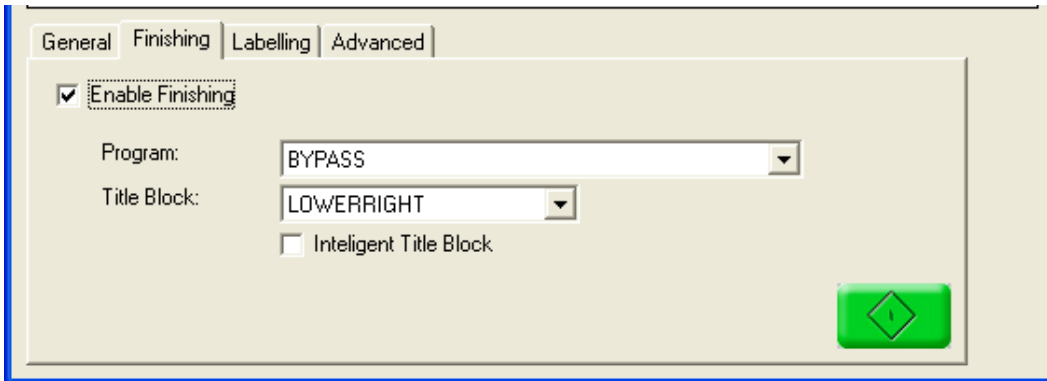 General Finishing Labelling Advanced
Enable Finishing
Program: BYPASS
Title Block: LOWERRIGHT
Inteligent Title Block